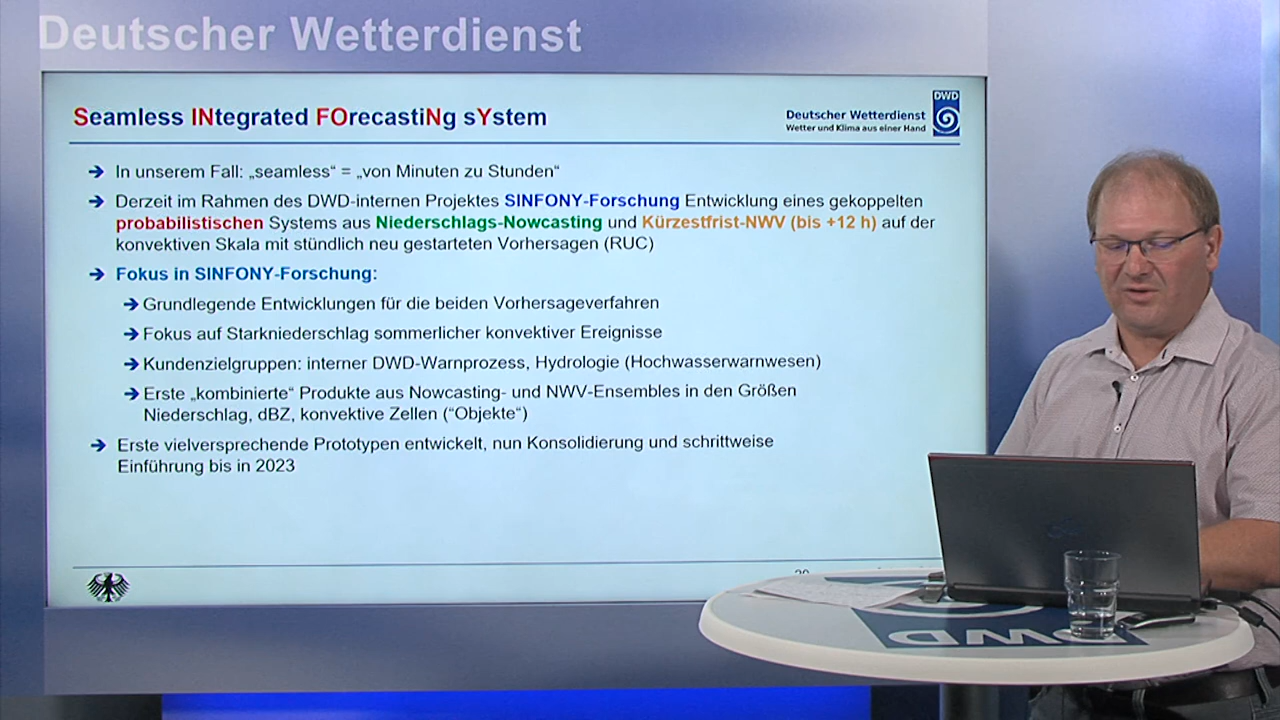 Deutscher Wetterdienst
Seamless INtegrated FOrecastiNg sYstem
DWD
Deutscher Wetterdienst
Wetter und Klima aus einer Hand
In unserem Fall: „seamless“ = „von Minuten zu Stunden“
Derzeit im Rahmen des DWD-internen Projektes SINFONY-Forschung Entwicklung eines gekoppelten
probabilistischen Systems aus Niederschlags-Nowcasting und Kürzestfrist-NWV (bis +12 h) auf der
konvektiven Skala mit stündlich neu gestarteten Vorhersagen (RUC)
Fokus in SINFONY-Forschung:
Grundlegende Entwicklungen für die beiden Vorhersageverfahren
Fokus auf Starkniederschlag sommerlicher konvektiver Ereignisse
Kundenzielgruppen: interner DWD-Warnprozess, Hydrologie (Hochwasserwarnwesen)
Erste „kombinierte“ Produkte aus Nowcasting- und NWV-Ensembles in den Größen
Niederschlag, dBZ, konvektive Zellen (“Objekte“)
Erste vielversprechende Prototypen entwickelt, nun Konsolidierung und schrittweise
Einführung bis in 2023
DWD